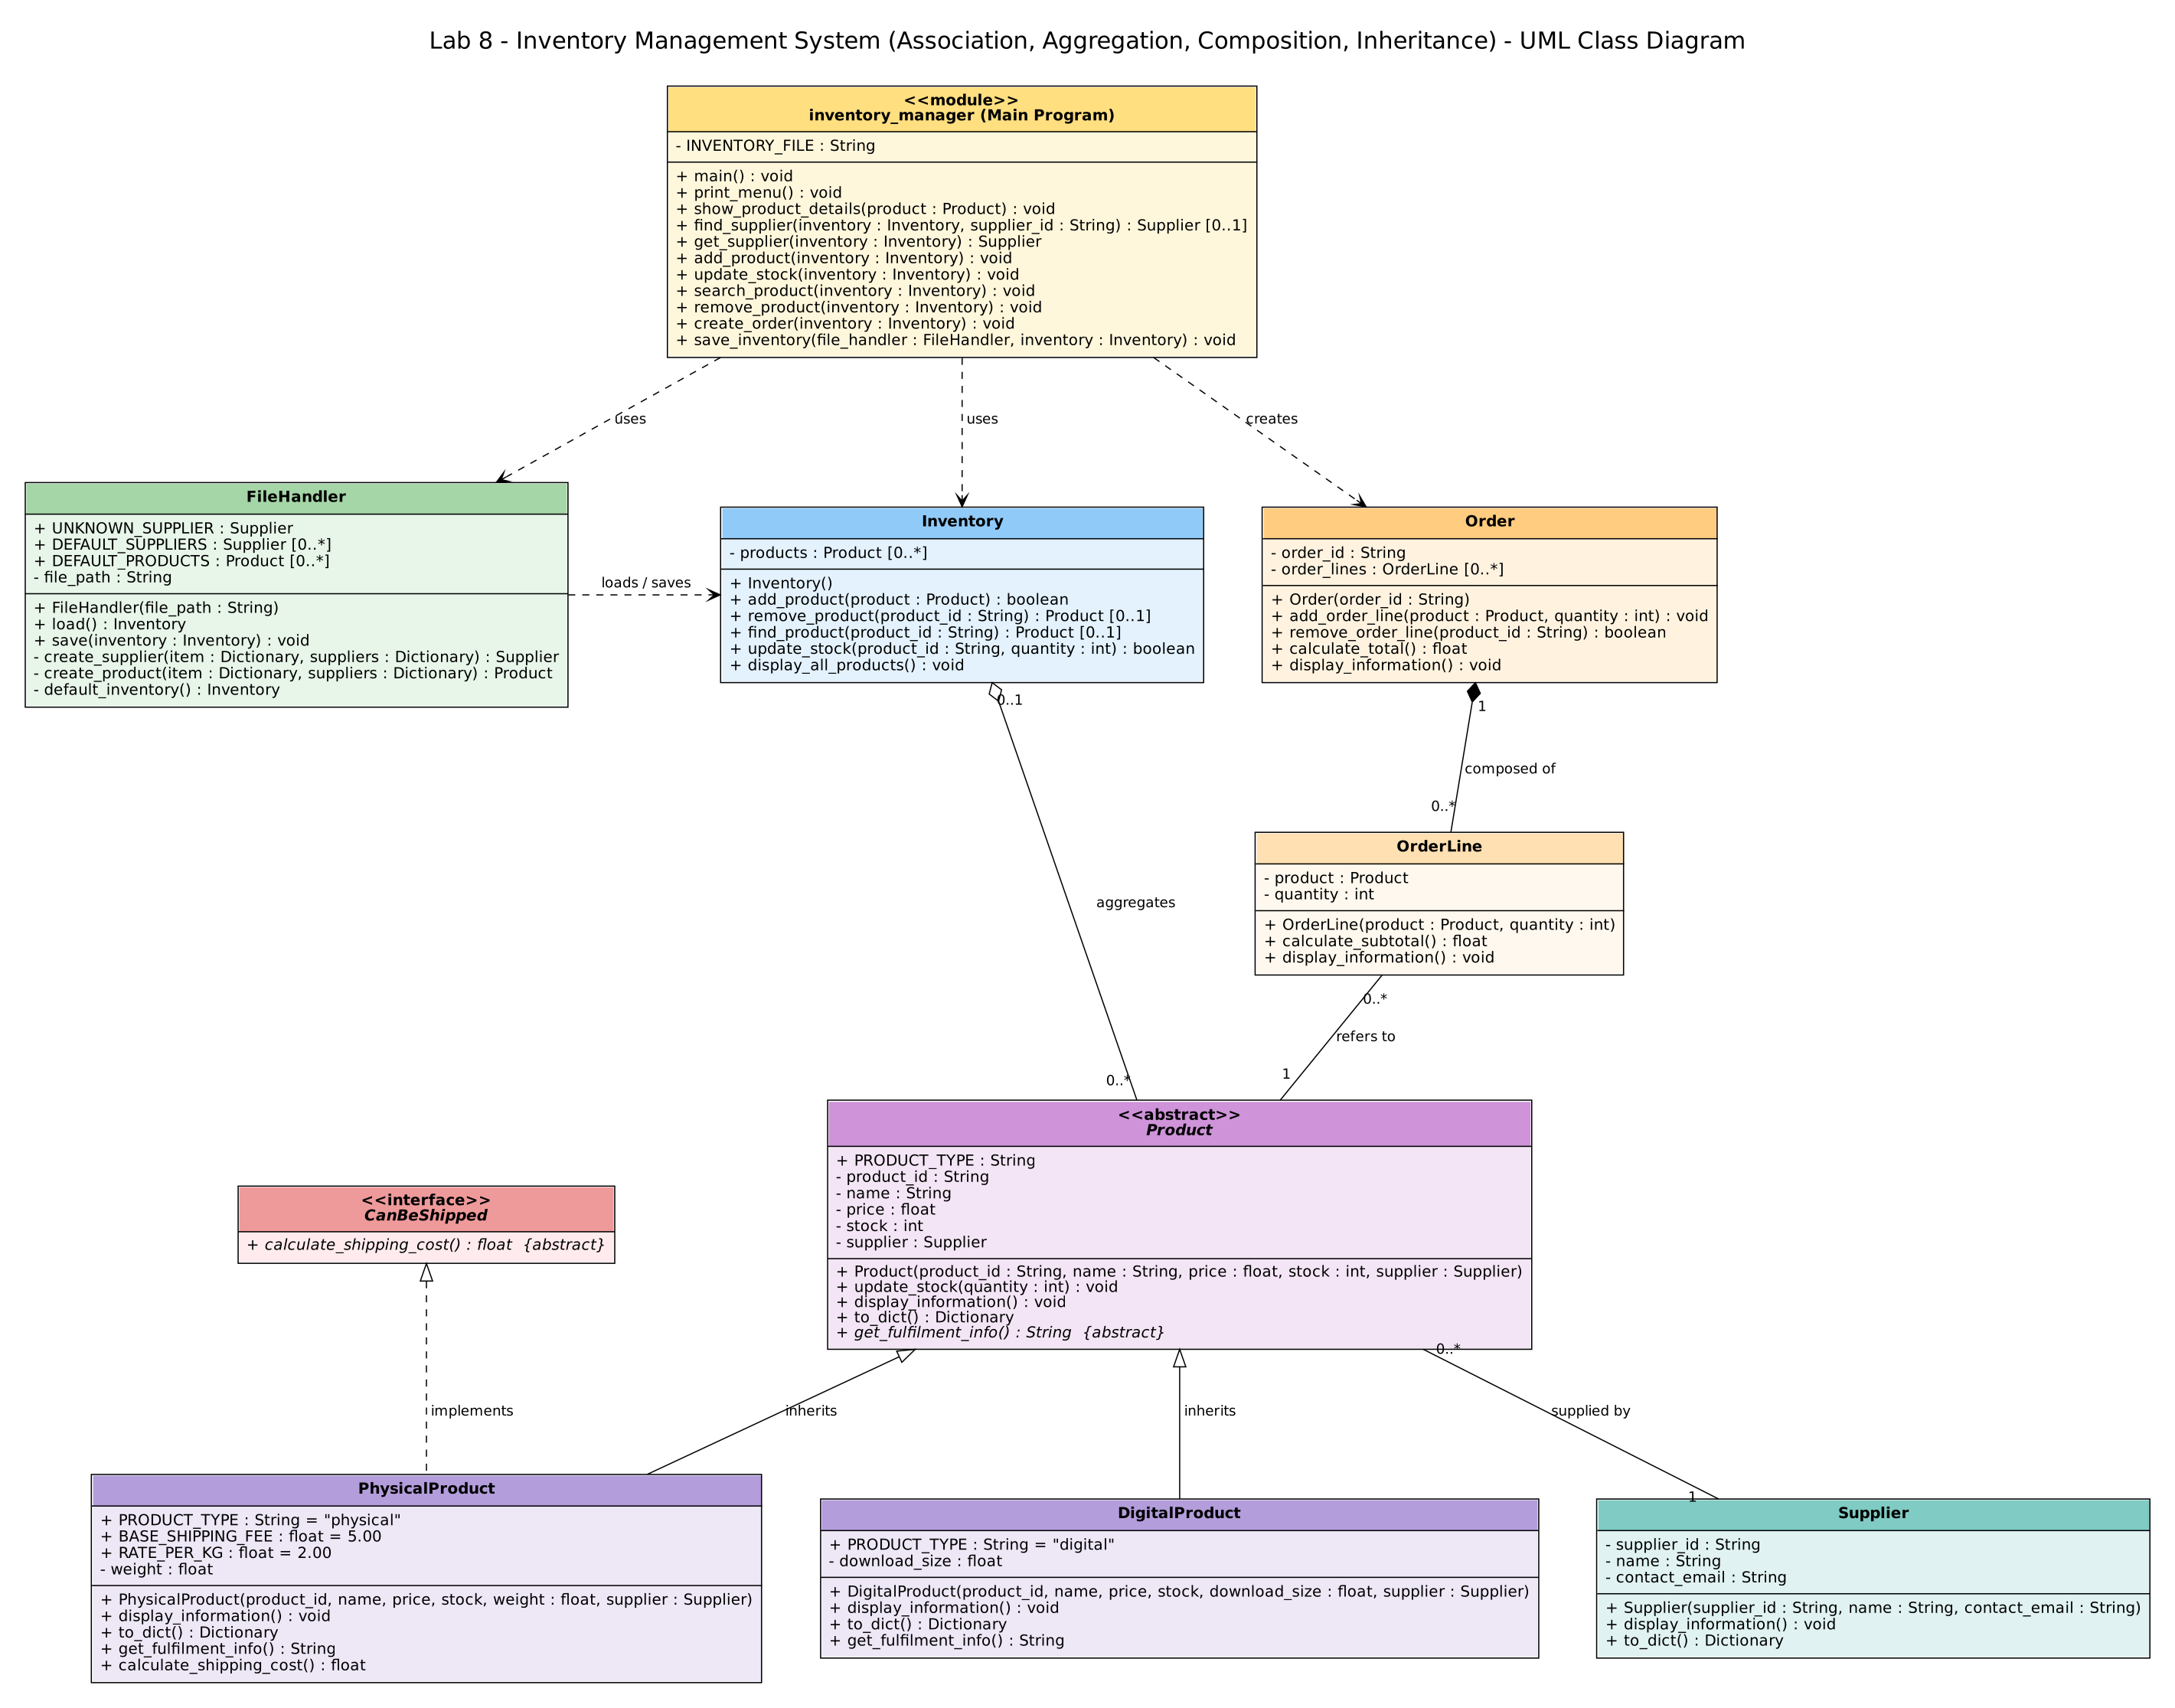 Lab 8 - Inventory Management System (Association, Aggregation, Composition, Inheritance) - UML Class Diagram
<<module>>
inventory_manager (Main Program)
- INVENTORY_FILE : String
+ main() : void
+ print_menu() : void
+ show_product_details(product : Product) : void
+ find_supplier(inventory : Inventory, supplier_id : String) : Supplier [0..1]
+ get_supplier(inventory : Inventory) : Supplier
+ add_product(inventory : Inventory) : void
+ update_stock(inventory : Inventory) : void
+ search_product(inventory : Inventory) : void
+ remove_product(inventory : Inventory) : void
+ create_order(inventory : Inventory) : void
+ save_inventory(file_handler : FileHandler, inventory : Inventory) : void
uses
uses
creates
FileHandler
+ UNKNOWN_SUPPLIER : Supplier
+ DEFAULT_SUPPLIERS : Supplier [0..*]
+ DEFAULT_PRODUCTS : Product [0..*]
- file_path : String
+ FileHandler(file_path : String)
+ load() : Inventory
+ save(inventory : Inventory) : void
- create_supplier(item : Dictionary, suppliers : Dictionary) : Supplier
- create_product(item : Dictionary, suppliers : Dictionary) : Product
- default_inventory() : Inventory
loads / saves
Inventory
- products : Product [0..*]
+ Inventory()
+ add_product(product : Product) : boolean
+ remove_product(product_id : String) : Product [0..1]
+ find_product(product_id : String) : Product [0..1]
+ update_stock(product_id : String, quantity : int) : boolean
+ display_all_products() : void
Order
- order_id : String
- order_lines : OrderLine [0..*]
+ Order(order_id : String)
+ add_order_line(product : Product, quantity : int) : void
+ remove_order_line(product_id : String) : boolean
+ calculate_total() : float
+ display_information() : void
0..1
1
composed of
0..*
OrderLine
- product : Product
- quantity : int
+ OrderLine(product : Product, quantity : int)
+ calculate_subtotal() : float
+ display_information() : void
aggregates
0..*
refers to
1
0..*
<<abstract>>
Product
+ PRODUCT_TYPE : String
- product_id : String
- name : String
- price : float
- stock : int
- supplier : Supplier
+ Product(product_id : String, name : String, price : float, stock : int, supplier : Supplier)
+ update_stock(quantity : int) : void
+ display_information() : void
+ to_dict() : Dictionary
+ get_fulfilment_info() : String  {abstract}
<<interface>>
CanBeShipped
+ calculate_shipping_cost() : float  {abstract}
0..*
implements
inherits
inherits
supplied by
1
PhysicalProduct
+ PRODUCT_TYPE : String = "physical"
+ BASE_SHIPPING_FEE : float = 5.00
+ RATE_PER_KG : float = 2.00
- weight : float
+ PhysicalProduct(product_id, name, price, stock, weight : float, supplier : Supplier)
+ display_information() : void
+ to_dict() : Dictionary
+ get_fulfilment_info() : String
+ calculate_shipping_cost() : float
DigitalProduct
+ PRODUCT_TYPE : String = "digital"
- download_size : float
+ DigitalProduct(product_id, name, price, stock, download_size : float, supplier : Supplier)
+ display_information() : void
+ to_dict() : Dictionary
+ get_fulfilment_info() : String
Supplier
- supplier_id : String
- name : String
- contact_email : String
+ Supplier(supplier_id : String, name : String, contact_email : String)
+ display_information() : void
+ to_dict() : Dictionary